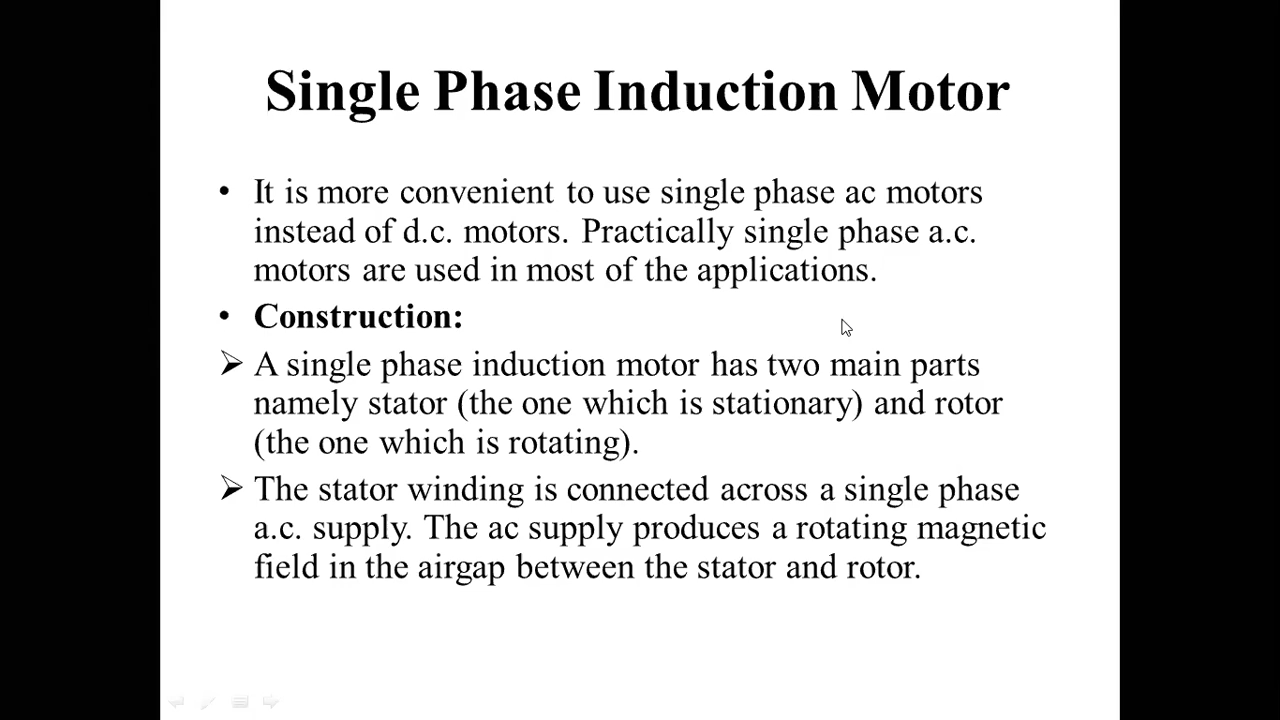 Single Phase Induction Motor
• It is more convenient to use single phase ac motors
instead of d.c. motors. Practically single phase a.c.
motors are used in most of the applications.
• Construction:
➢ A single phase induction motor has two main parts
namely stator (the one which is stationary) and rotor
(the one which is rotating).
➢ The stator winding is connected across a single phase
a.c. supply. The ac supply produces a rotating magnetic
field in the airgap between the stator and rotor.